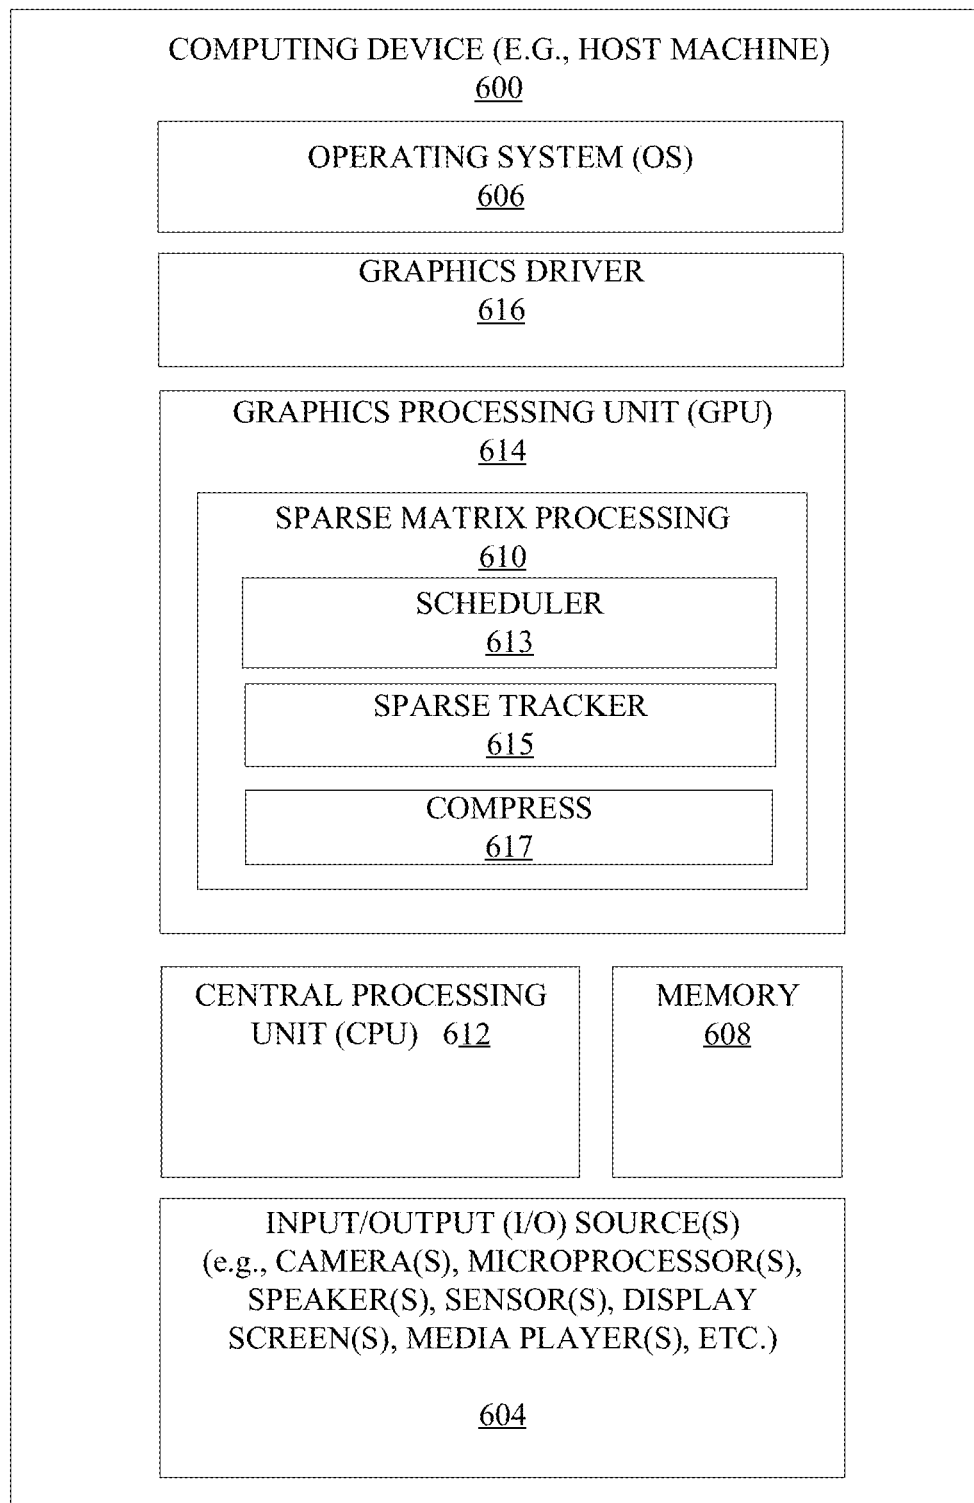 COMPUTING DEVICE (E.G., HOST MACHINE)
600
OPERATING SYSTEM (OS)
606
GRAPHICS DRIVER
616
GRAPHICS PROCESSING UNIT (GPU)
614
SPARSE MATRIX PROCESSING
610
SCHEDULER
613
SPARSE TRACKER
615
COMPRESS
617
CENTRAL PROCESSING
UNIT (CPU) 612
MEMORY
608
INPUT/OUTPUT (I/O) SOURCE(S)
(e.g., CAMERA(S), MICROPROCESSOR(S),
SPEAKER(S), SENSOR(S), DISPLAY
SCREEN(S), MEDIA PLAYER(S), ETC.)
604